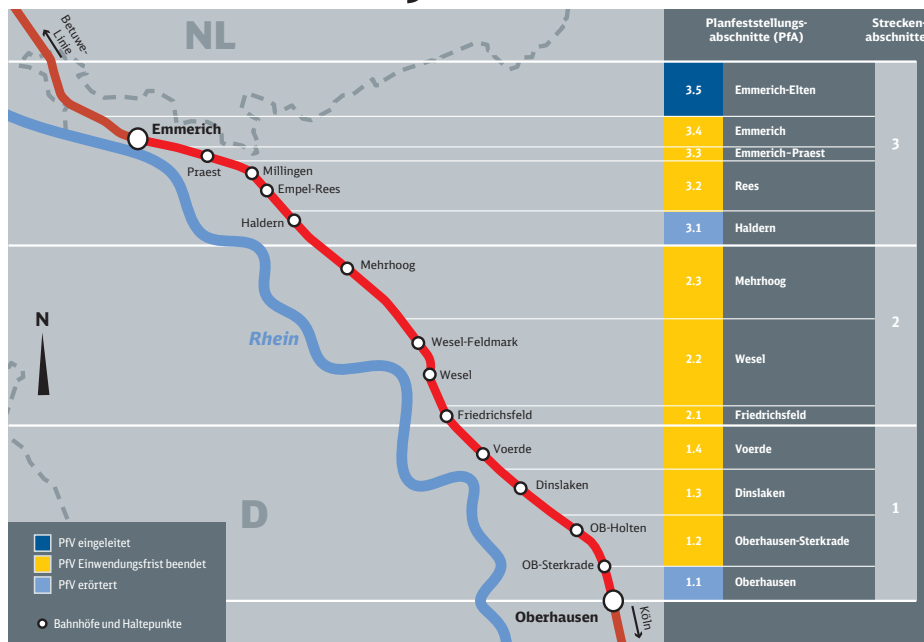 Planfeststellungs-
abschnitte (PfA)
Strecken-
abschnitte
Betuwe-
Linie
NL
Emmerich
Praest
Millingen
Empel-Rees
Haldern
Mehrhoog
N
Rhein
Wesel-Feldmark
Wesel
Friedrichsfeld
Voerde
Dinslaken
D
OB-Holten
OB-Sterkrade
Oberhausen
Köln
3.5 Emmerich-Elten
3.4 Emmerich
3.3 Emmerich-Praest
3.2 Rees
3.1 Haldern
3
2.3 Mehrhoog
2.2 Wesel
2.1 Friedrichsfeld
2
1.4 Voerde
1.3 Dinslaken
1.2 Oberhausen-Sterkrade
1.1 Oberhausen
1
PfV eingeleitet
PfV Einwendungsfrist beendet
PfV erörtert
Bahnhöfe und Haltepunkte